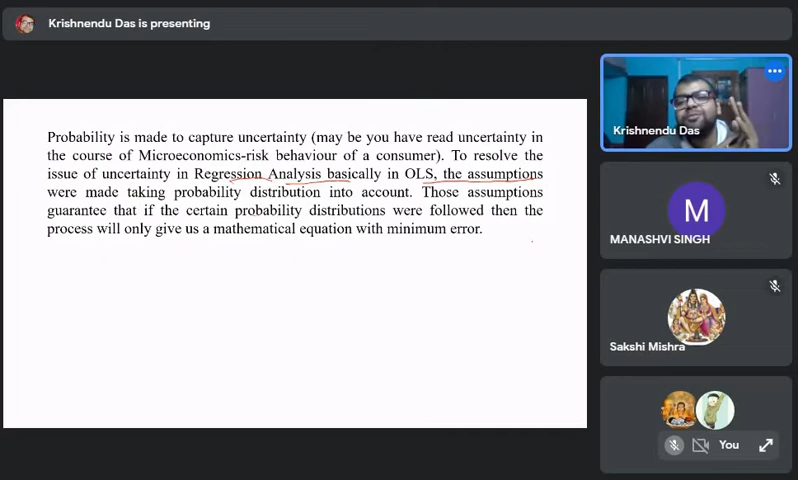 Krishnendu Das is presenting
Probability is made to capture uncertainty (may be you have read uncertainty in
the course of Microeconomics-risk behaviour of a consumer). To resolve the
issue of uncertainty in Regression Analysis basically in OLS, the assumptions
were made taking probability distribution into account. Those assumptions
guarantee that if the certain probability distributions were followed then the
process will only give us a mathematical equation with minimum error.
Krishnendu Das
M
MANASHVI SINGH
Sakshi Mishra
You